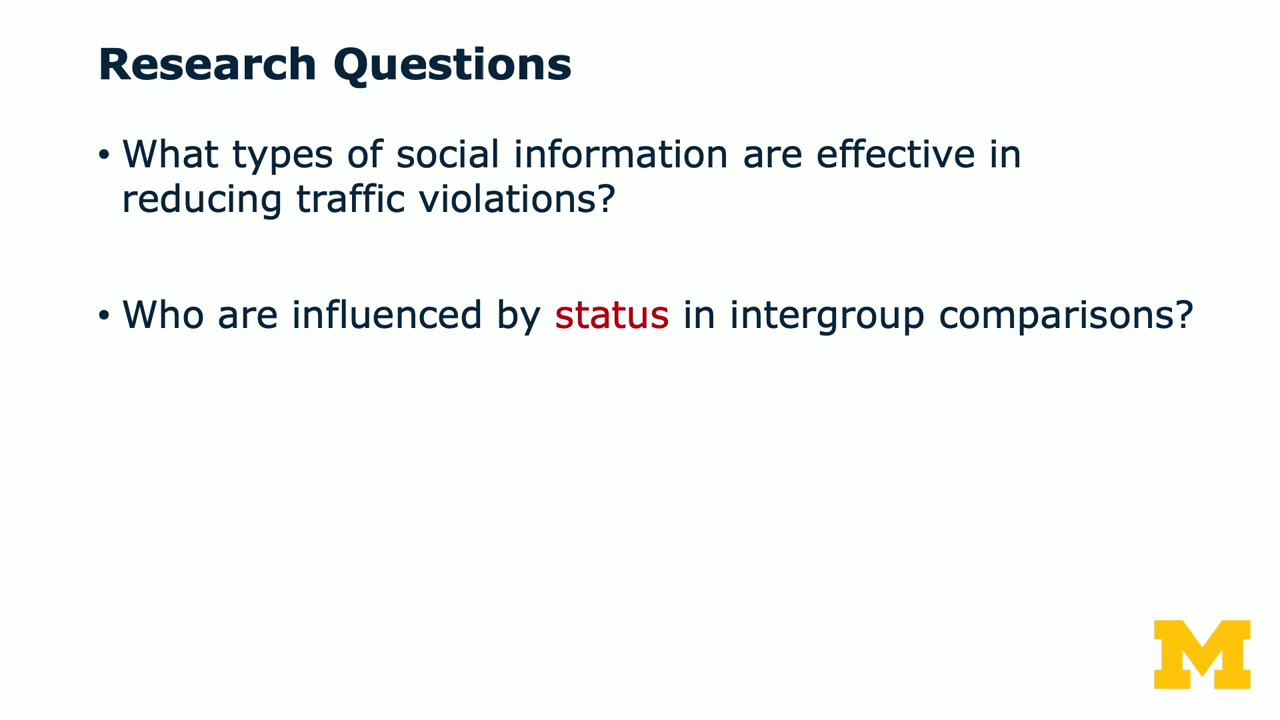 Research Questions
• What types of social information are effective in
reducing traffic violations?
• Who are influenced by status in intergroup comparisons?
M